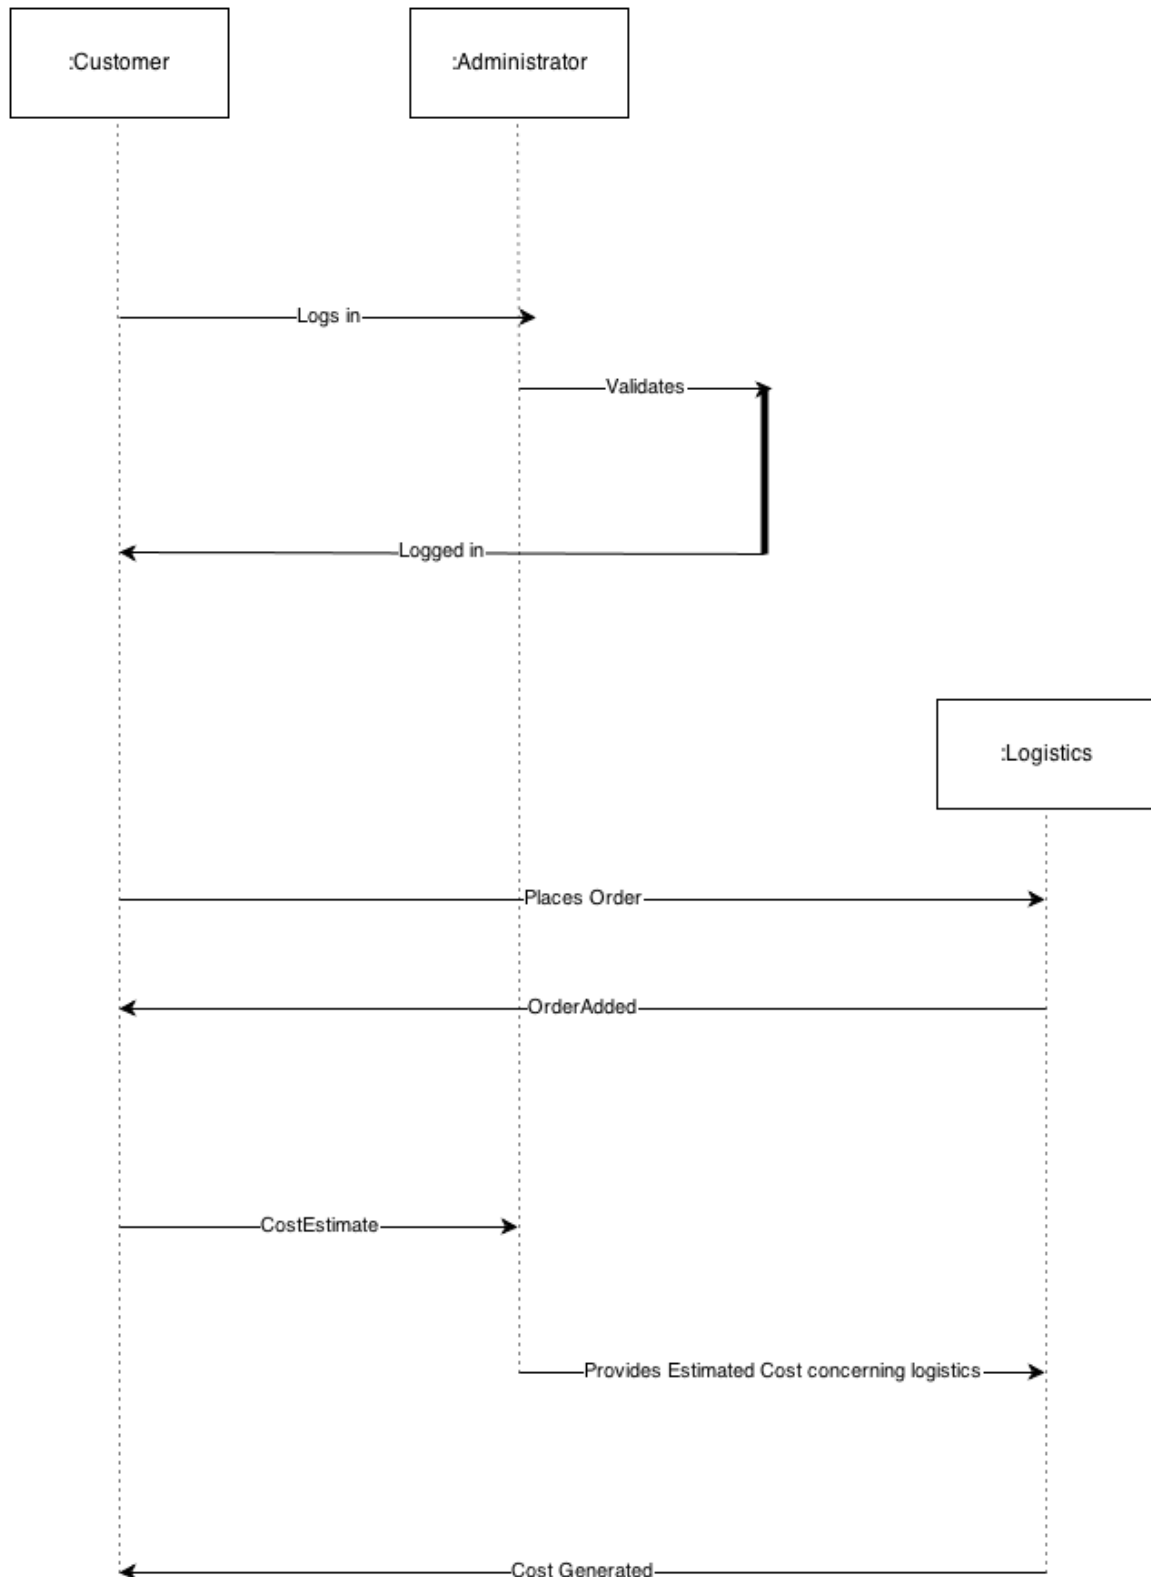 :Customer
:Administrator
Logs in
Validates
Logged in
:Logistics
Places Order
OrderAdded
CostEstimate
Provides Estimated Cost concerning logistics
Cost Generated